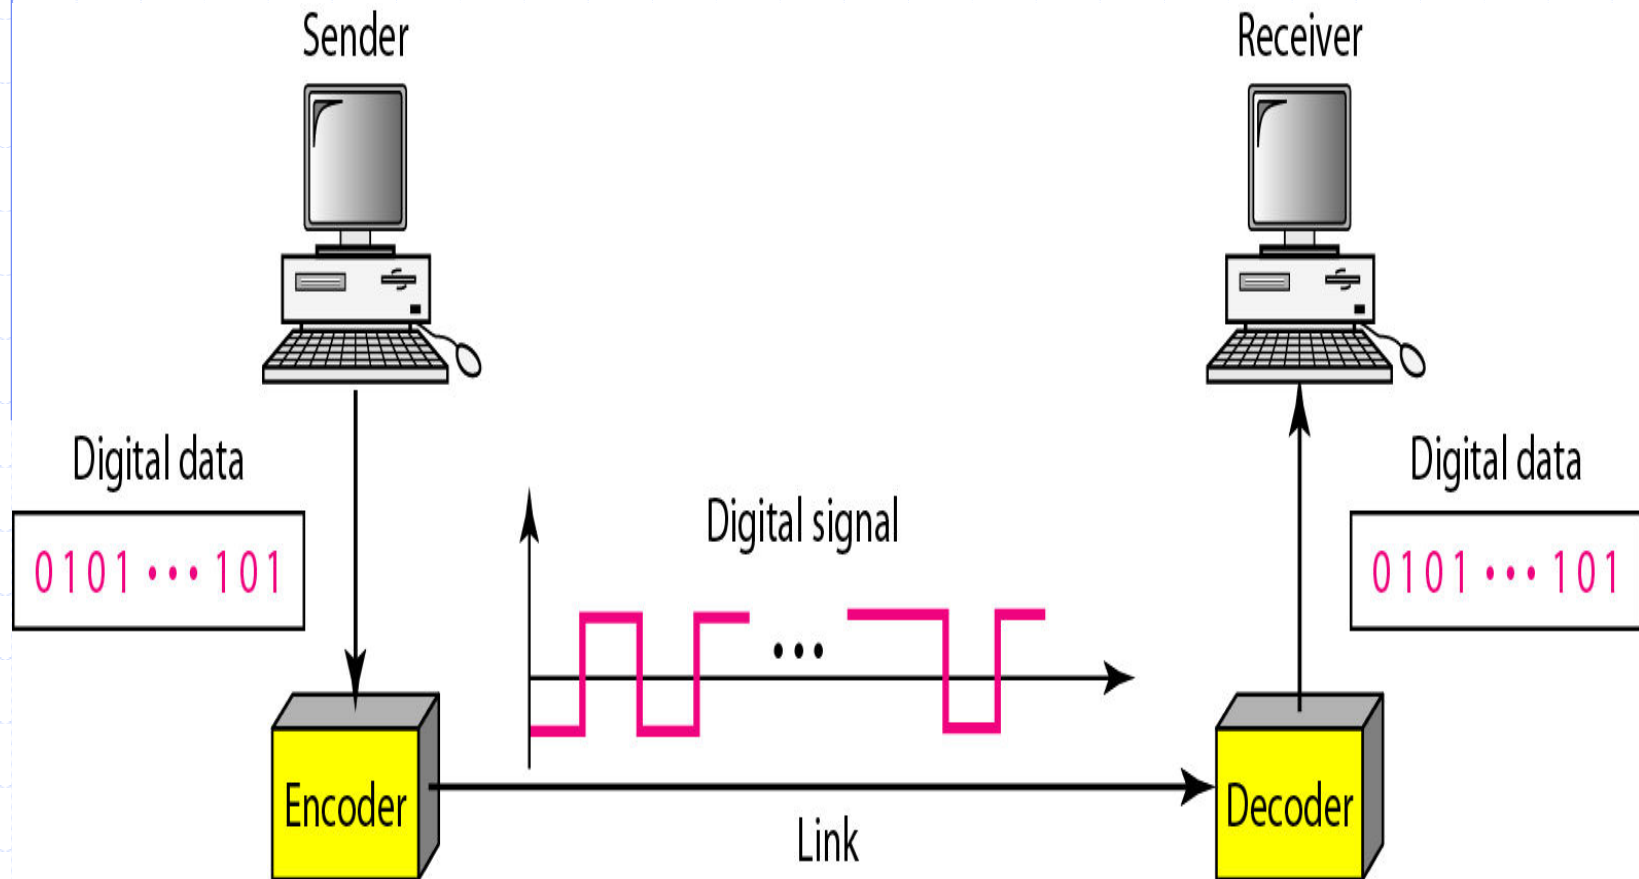 Sender
Receiver
Digital data
0101 ••• 101
Digital signal
•••
Digital data
0101 ••• 101
Encoder
Link
Decoder